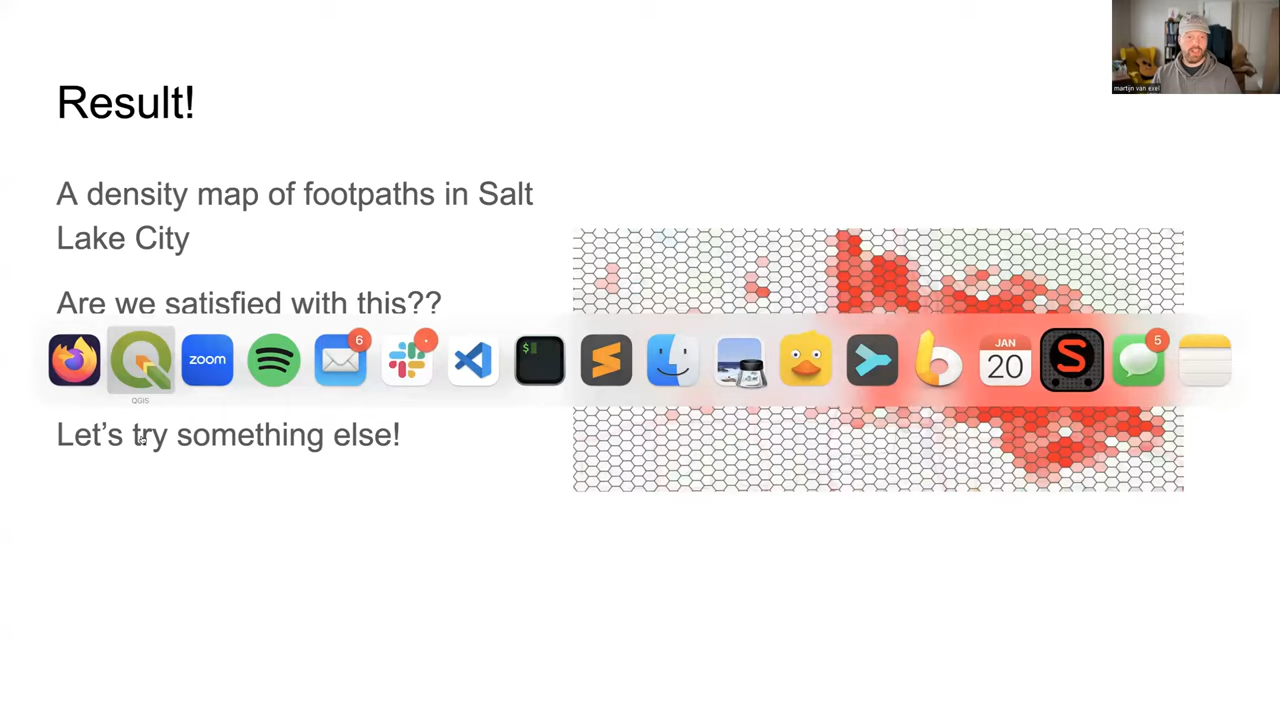 martijn van exel
Result!
A density map of footpaths in Salt
Lake City
Are we satisfied with this??
zoom
6
$
JAN
20
S
5
QGIS
Let's try something else!